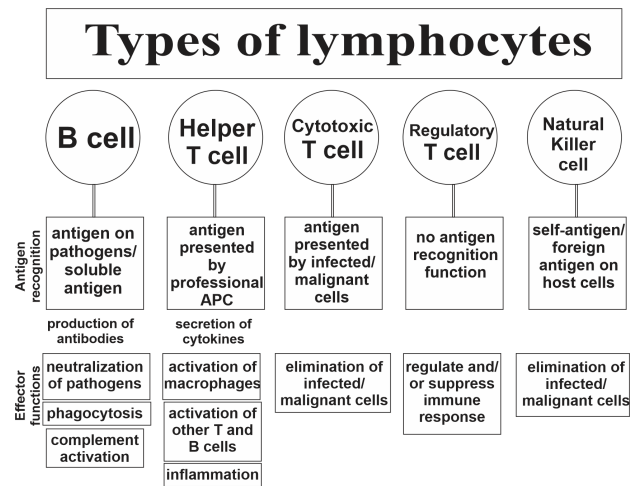 Types of lymphocytes
B cell
Helper
T cell
Cytotoxic
T cell
Regulatory
T cell
Natural
Killer
cell
Antigen
recognition
antigen on
pathogens/
soluble
antigen
antigen
presented
by
professional
APC
antigen
presented
by infected/
malignant
cells
no antigen
recognition
function
self-antigen/
foreign
antigen on
host cells
production of
antibodies
secretion of
cytokines
Effector
functions
neutralization
of pathogens
phagocytosis
complement
activation
activation of
macrophages
activation of
other T and
B cells
inflammation
elimination of
infected/
malignant cells
regulate and/
or suppress
immune
response
elimination of
infected/
malignant cells